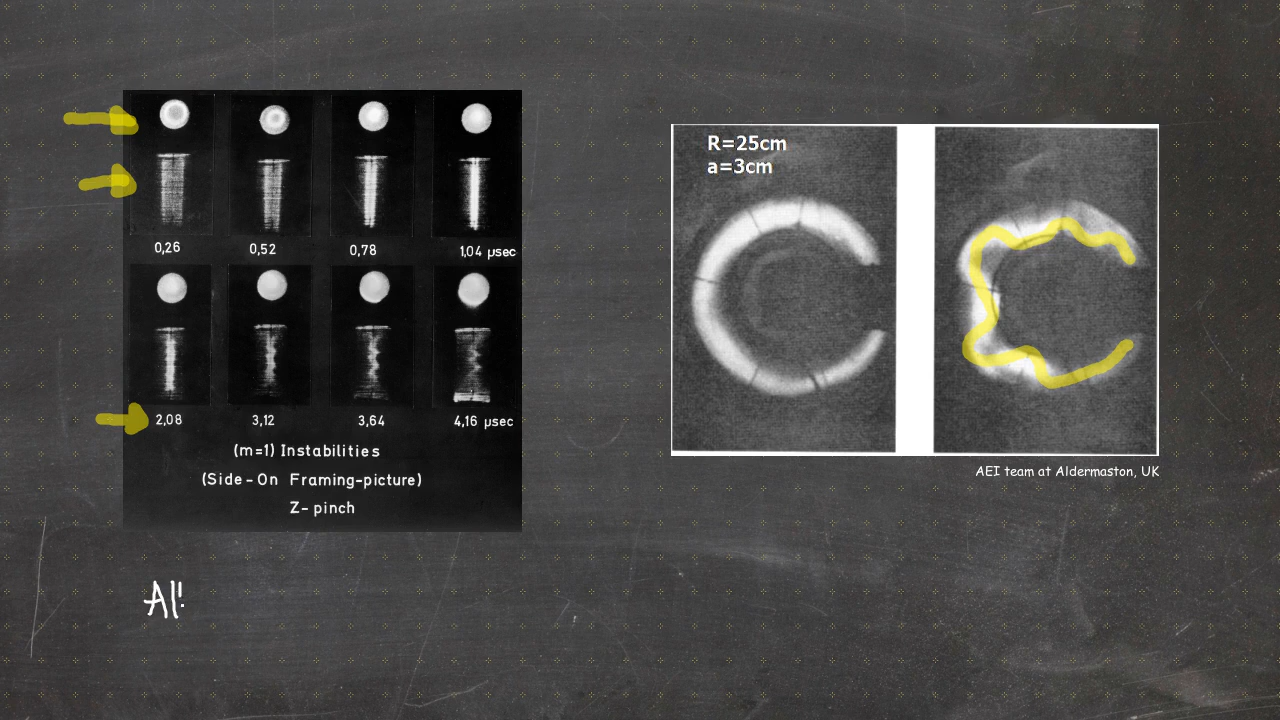 0,26 0,52 0,78 1,04 μsec
2,08 3,12 3,64 4,16 μsec
(m=1) Instabilities
(Side-On Framing-picture)
Z-pinch
R=25cm
a=3cm
AEI team at Aldermaston, UK